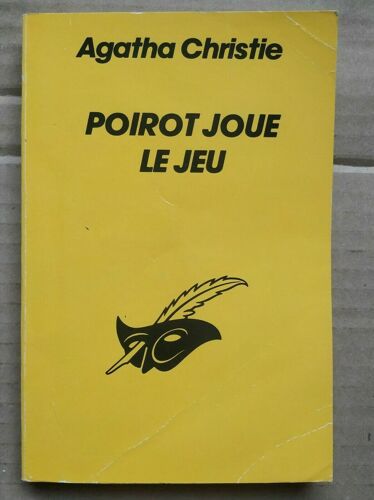 Agatha Christie
POIROT JOUE
LE JEU